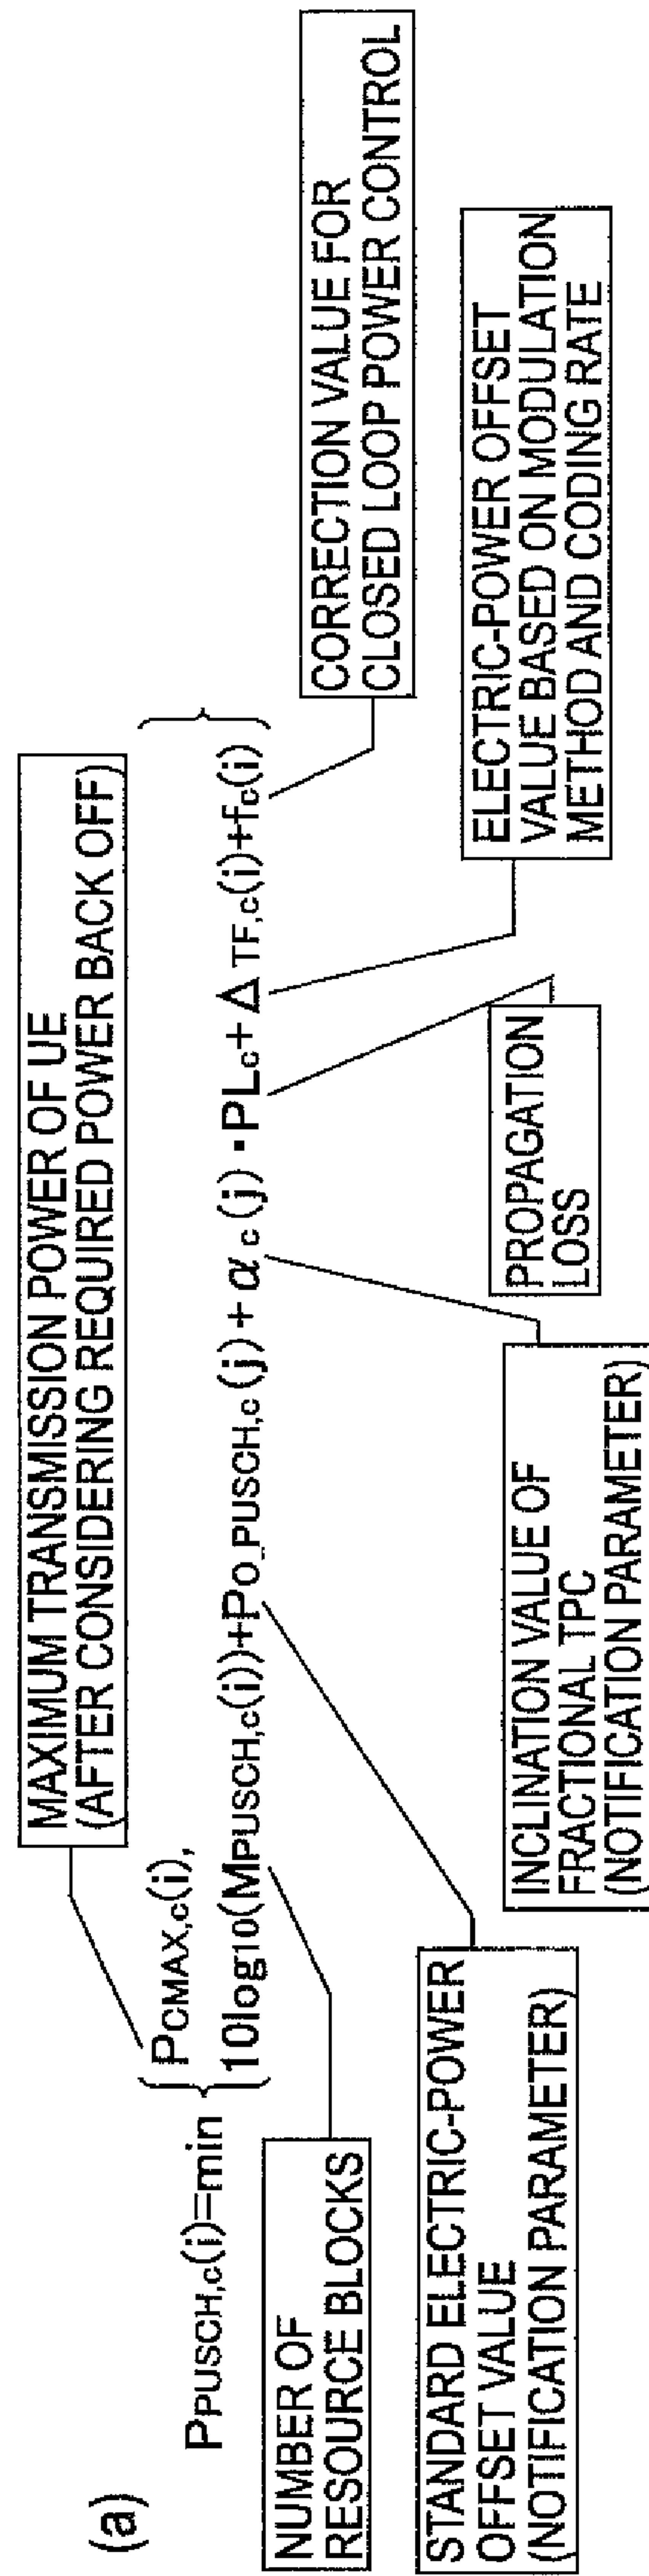 (a)
MAXIMUM TRANSMISSION POWER OF UE
(AFTER CONSIDERING REQUIRED POWER BACK OFF)
PPUSCH,c(i)=min
PCMAX,c(i),
10log10(MPUSCH,c(i))+PO_PUSCH,c(j)+αc(j)·PLc+ΔTF,c(i)+fc(i)
NUMBER OF
RESOURCE BLOCKS
CORRECTION VALUE FOR
CLOSED LOOP POWER CONTROL
STANDARD ELECTRIC-POWER
OFFSET VALUE
(NOTIFICATION PARAMETER)
INCLINATION VALUE OF
FRACTIONAL TPC
(NOTIFICATION PARAMETER)
PROPAGATION
LOSS
ELECTRIC-POWER OFFSET
VALUE BASED ON MODULATION
METHOD AND CODING RATE